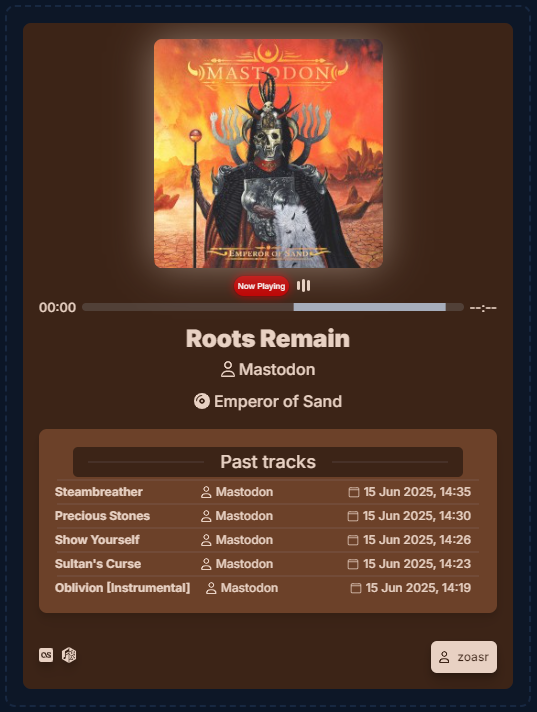 MASTODON
EMPEROR OF SAND
Now Playing
00:00 --:--
Roots Remain
Mastodon
Emperor of Sand
Past tracks
Steambreather Mastodon 15 Jun 2025, 14:35
Precious Stones Mastodon 15 Jun 2025, 14:30
Show Yourself Mastodon 15 Jun 2025, 14:26
Sultan's Curse Mastodon 15 Jun 2025, 14:23
Oblivion [Instrumental] Mastodon 15 Jun 2025, 14:19
zoasr